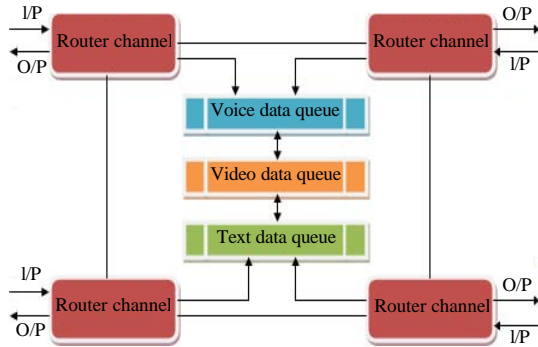 l/P
Router channel
O/P
Router channel
O/P
l/P
Voice data queue
Video data queue
Text data queue
l/P
Router channel
O/P
Router channel
O/P
l/P